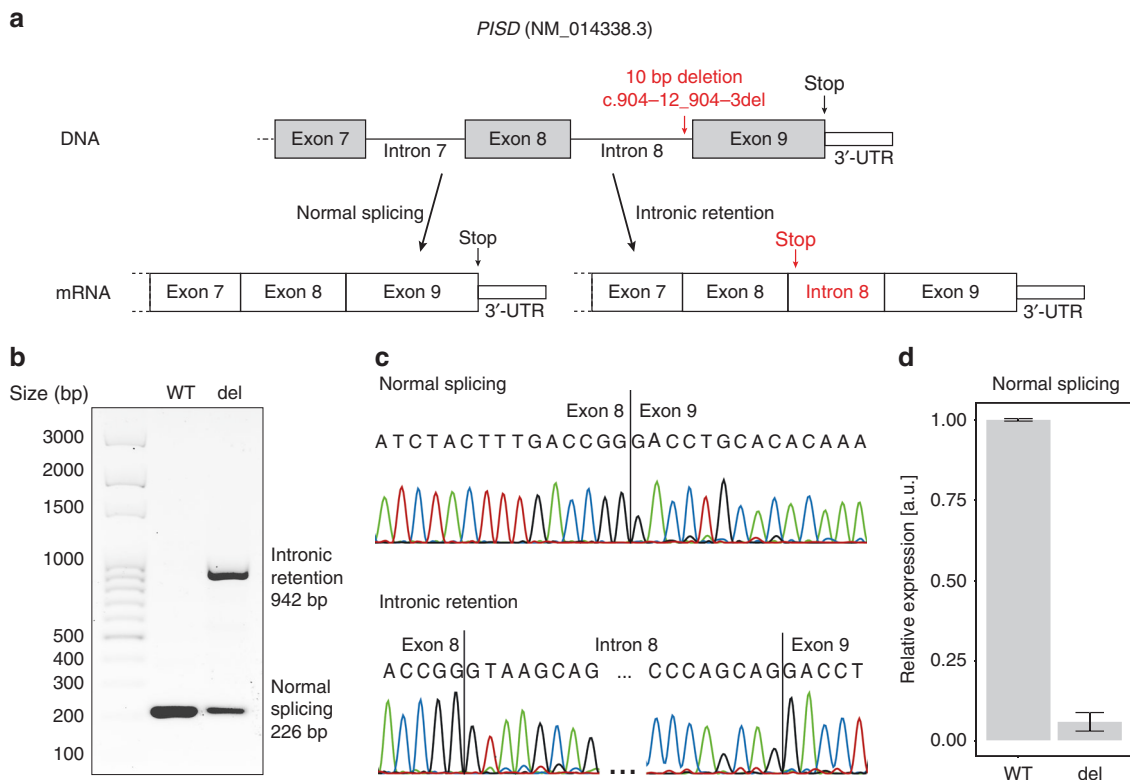 a
PISD (NM_014338.3)
10 bp deletion
c.904–12_904–3del
Stop
DNA
Exon 7
Intron 7
Exon 8
Intron 8
Exon 9
3′-UTR
Normal splicing
Intronic retention
Stop
Stop
mRNA
Exon 7
Exon 8
Exon 9
3′-UTR
Exon 7
Exon 8
Intron 8
Exon 9
3′-UTR
b
Size (bp)
WT
del
3000
2000
1500
1000
500
400
300
200
100
Intronic
retention
942 bp
Normal
splicing
226 bp
c
Normal splicing
Exon 8
Exon 9
A T C T A C T T T G A C C G G G A C C T G C A C A C A A A
Intronic retention
Exon 8
Intron 8
Exon 9
A C C G G G T A A G C A G ... C C C A G C A G G A C C T
...
d
Normal splicing
Relative expression [a.u.]
1.00
0.75
0.50
0.25
0.00
WT
del